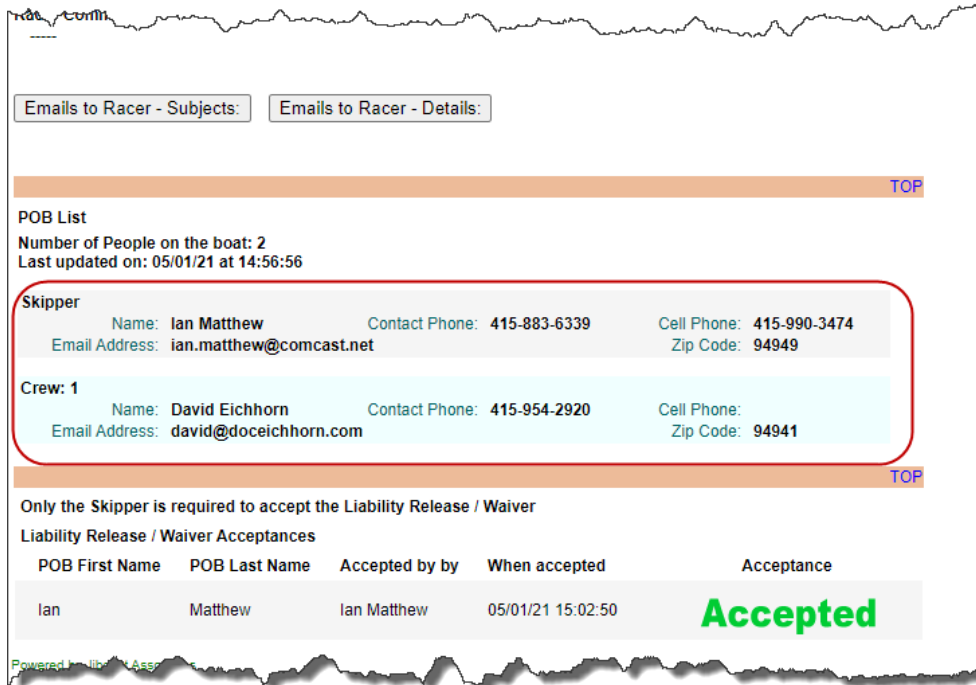 -----
Emails to Racer - Subjects: Emails to Racer - Details:
TOP
POB List
Number of People on the boat: 2
Last updated on: 05/01/21 at 14:56:56
Skipper
Name: Ian Matthew Contact Phone: 415-883-6339 Cell Phone: 415-990-3474
Email Address: ian.matthew@comcast.net Zip Code: 94949
Crew: 1
Name: David Eichhorn Contact Phone: 415-954-2920 Cell Phone:
Email Address: david@doceichhorn.com Zip Code: 94941
TOP
Only the Skipper is required to accept the Liability Release / Waiver
Liability Release / Waiver Acceptances
POB First Name POB Last Name Accepted by by When accepted Acceptance
Ian Matthew Ian Matthew 05/01/21 15:02:50 Accepted
Powered